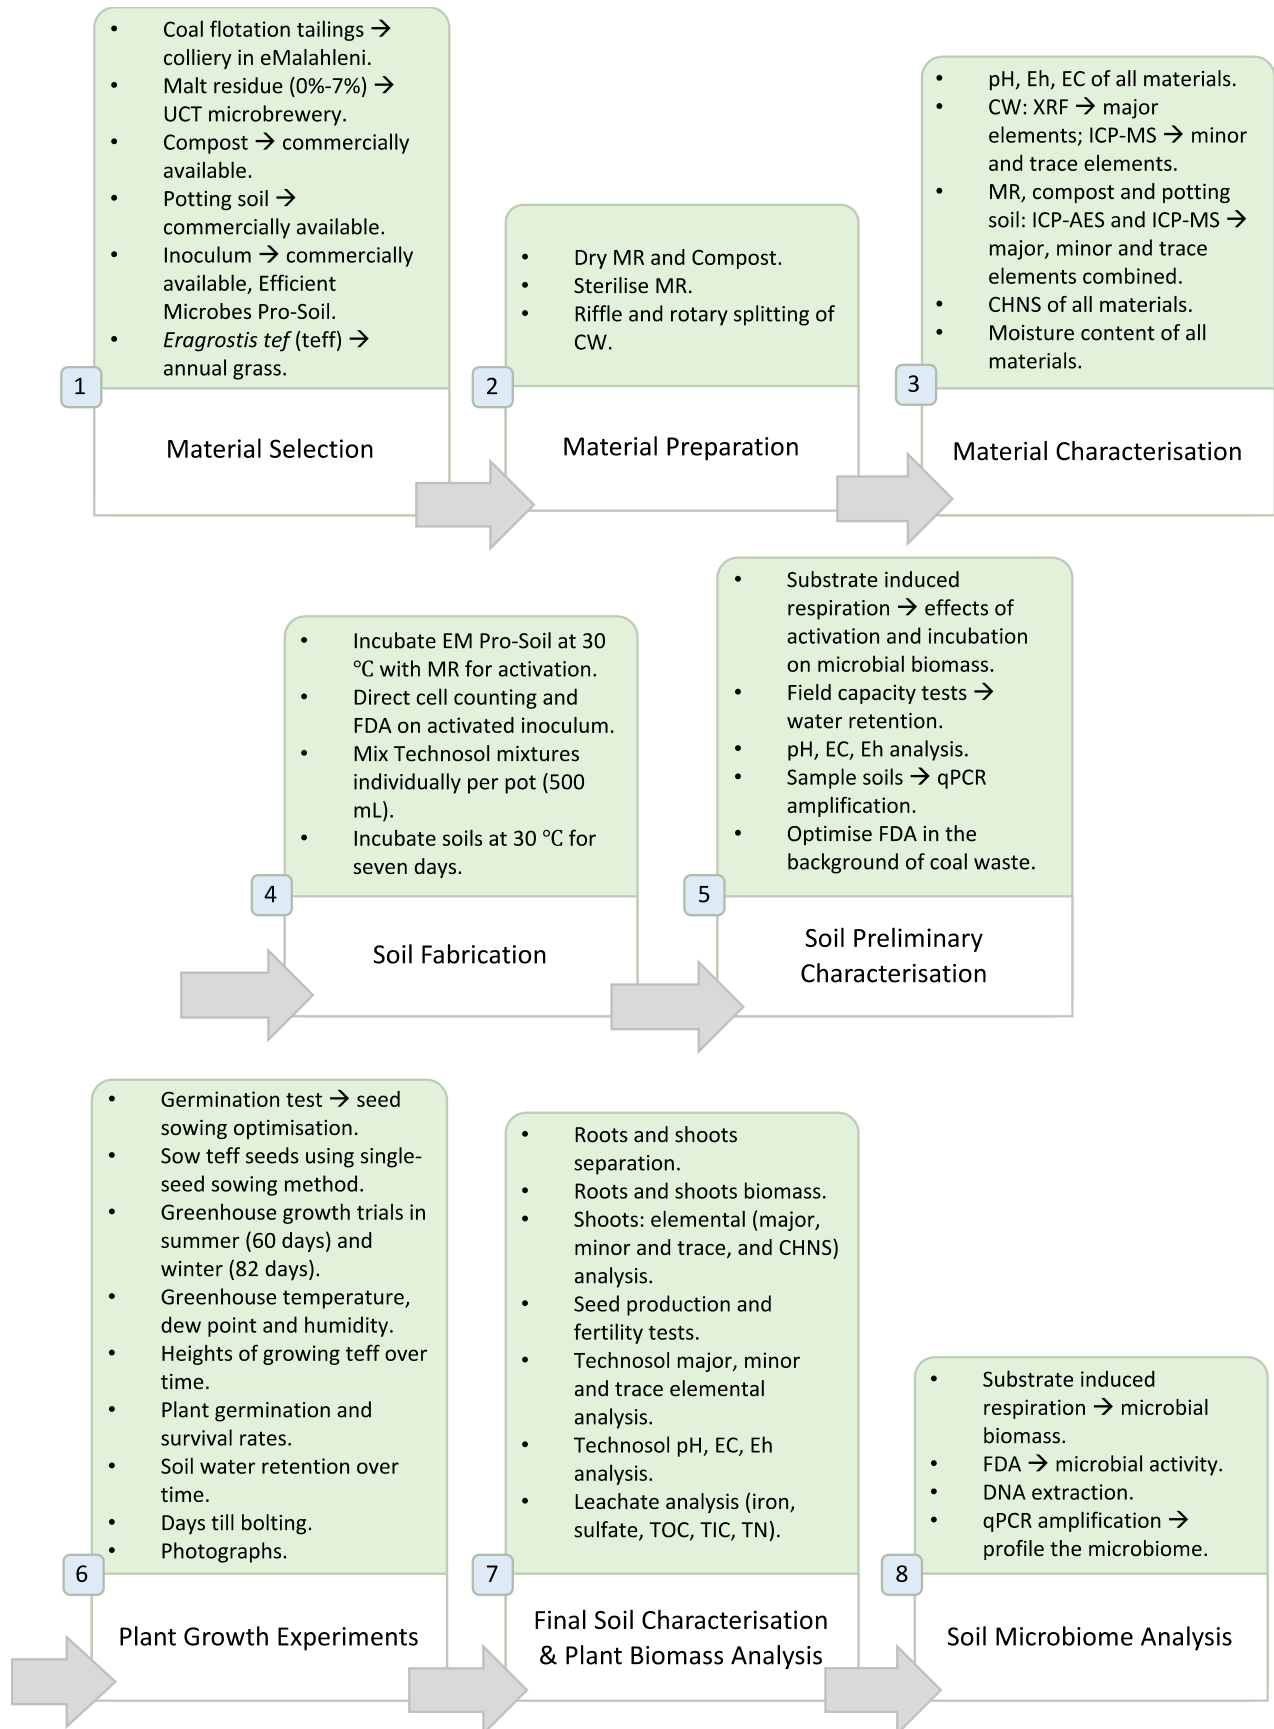 • Coal flotation tailings →
colliery in eMalahleni.
• Malt residue (0%-7%) →
UCT microbrewery.
• Compost → commercially
available.
• Potting soil →
commercially available.
• Inoculum → commercially
available, Efficient
Microbes Pro-Soil.
• Eragrostis tef (teff) →
annual grass.
1
Material Selection
• Dry MR and Compost.
• Sterilise MR.
• Riffle and rotary splitting of
CW.
2
Material Preparation
• pH, Eh, EC of all materials.
• CW: XRF → major
elements; ICP-MS → minor
and trace elements.
• MR, compost and potting
soil: ICP-AES and ICP-MS →
major, minor and trace
elements combined.
• CHNS of all materials.
• Moisture content of all
materials.
3
Material Characterisation
• Incubate EM Pro-Soil at 30
℃ with MR for activation.
• Direct cell counting and
FDA on activated inoculum.
• Mix Technosol mixtures
individually per pot (500
mL).
• Incubate soils at 30 ℃ for
seven days.
4
Soil Fabrication
• Substrate induced
respiration → effects of
activation and incubation
on microbial biomass.
• Field capacity tests →
water retention.
• pH, EC, Eh analysis.
• Sample soils → qPCR
amplification.
• Optimise FDA in the
background of coal waste.
5
Soil Preliminary
Characterisation
• Germination test → seed
sowing optimisation.
• Sow teff seeds using single-
seed sowing method.
• Greenhouse growth trials in
summer (60 days) and
winter (82 days).
• Greenhouse temperature,
dew point and humidity.
• Heights of growing teff over
time.
• Plant germination and
survival rates.
• Soil water retention over
time.
• Days till bolting.
• Photographs.
6
Plant Growth Experiments
• Roots and shoots
separation.
• Roots and shoots biomass.
• Shoots: elemental (major,
minor and trace, and CHNS)
analysis.
• Seed production and
fertility tests.
• Technosol major, minor
and trace elemental
analysis.
• Technosol pH, EC, Eh
analysis.
• Leachate analysis (iron,
sulfate, TOC, TIC, TN).
7
Final Soil Characterisation
& Plant Biomass Analysis
• Substrate induced
respiration → microbial
biomass.
• FDA → microbial activity.
• DNA extraction.
• qPCR amplification →
profile the microbiome.
8
Soil Microbiome Analysis